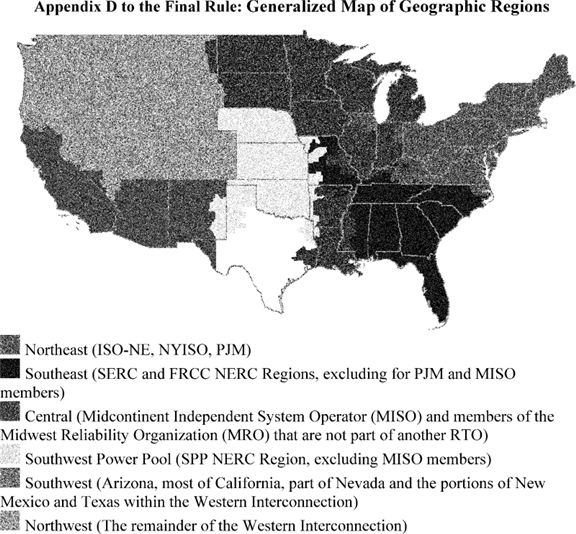 Appendix D to the Final Rule: Generalized Map of Geographic Regions
Northeast (ISO-NE, NYISO, PJM)
Southeast (SERC and FRCC NERC Regions, excluding for PJM and MISO
members)
Central (Midcontinent Independent System Operator (MISO) and members of the
Midwest Reliability Organization (MRO) that are not part of another RTO)
Southwest Power Pool (SPP NERC Region, excluding MISO members)
Southwest (Arizona, most of California, part of Nevada and the portions of New
Mexico and Texas within the Western Interconnection)
Northwest (The remainder of the Western Interconnection)